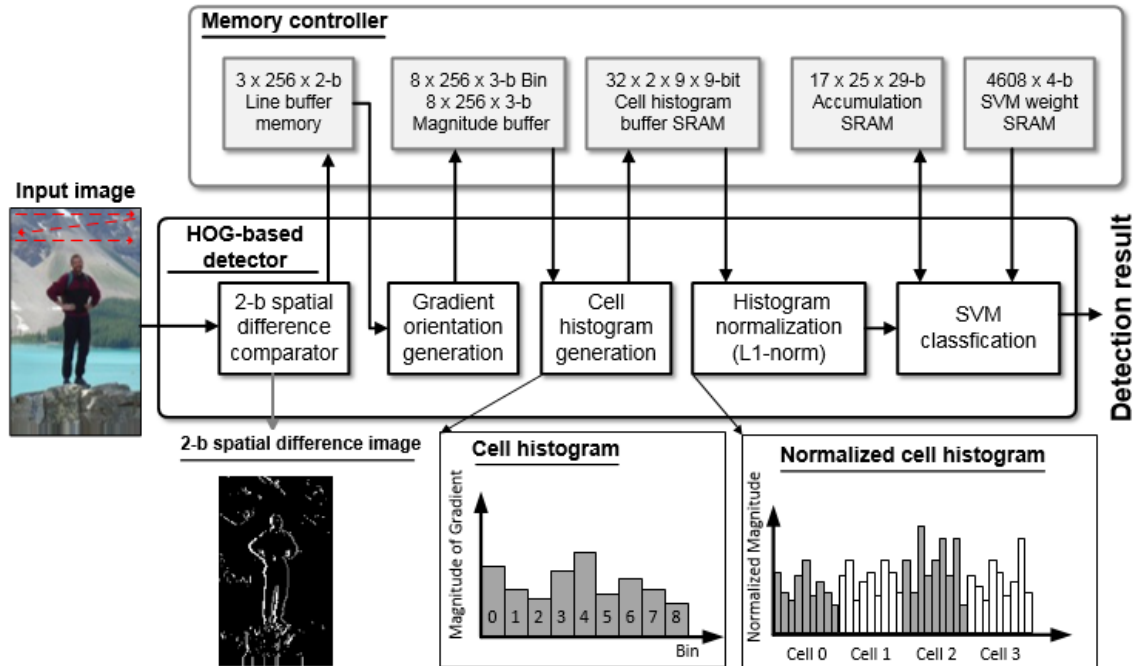 Memory controller
3 x 256 x 2-b
Line buffer
memory
8 x 256 x 3-b Bin
8 x 256 x 3-b
Magnitude buffer
32 x 2 x 9 x 9-bit
Cell histogram
buffer SRAM
17 x 25 x 29-b
Accumulation
SRAM
4608 x 4-b
SVM weight
SRAM
Input image
HOG-based
detector
2-b spatial
difference
comparator
Gradient
orientation
generation
Cell
histogram
generation
Histogram
normalization
(L1-norm)
SVM
classfication
Detection result
2-b spatial difference image
Cell histogram
Magnitude of Gradient
0 1 2 3 4 5 6 7 8
Bin
Normalized cell histogram
Normalized Magnitude
Cell 0 Cell 1 Cell 2 Cell 3